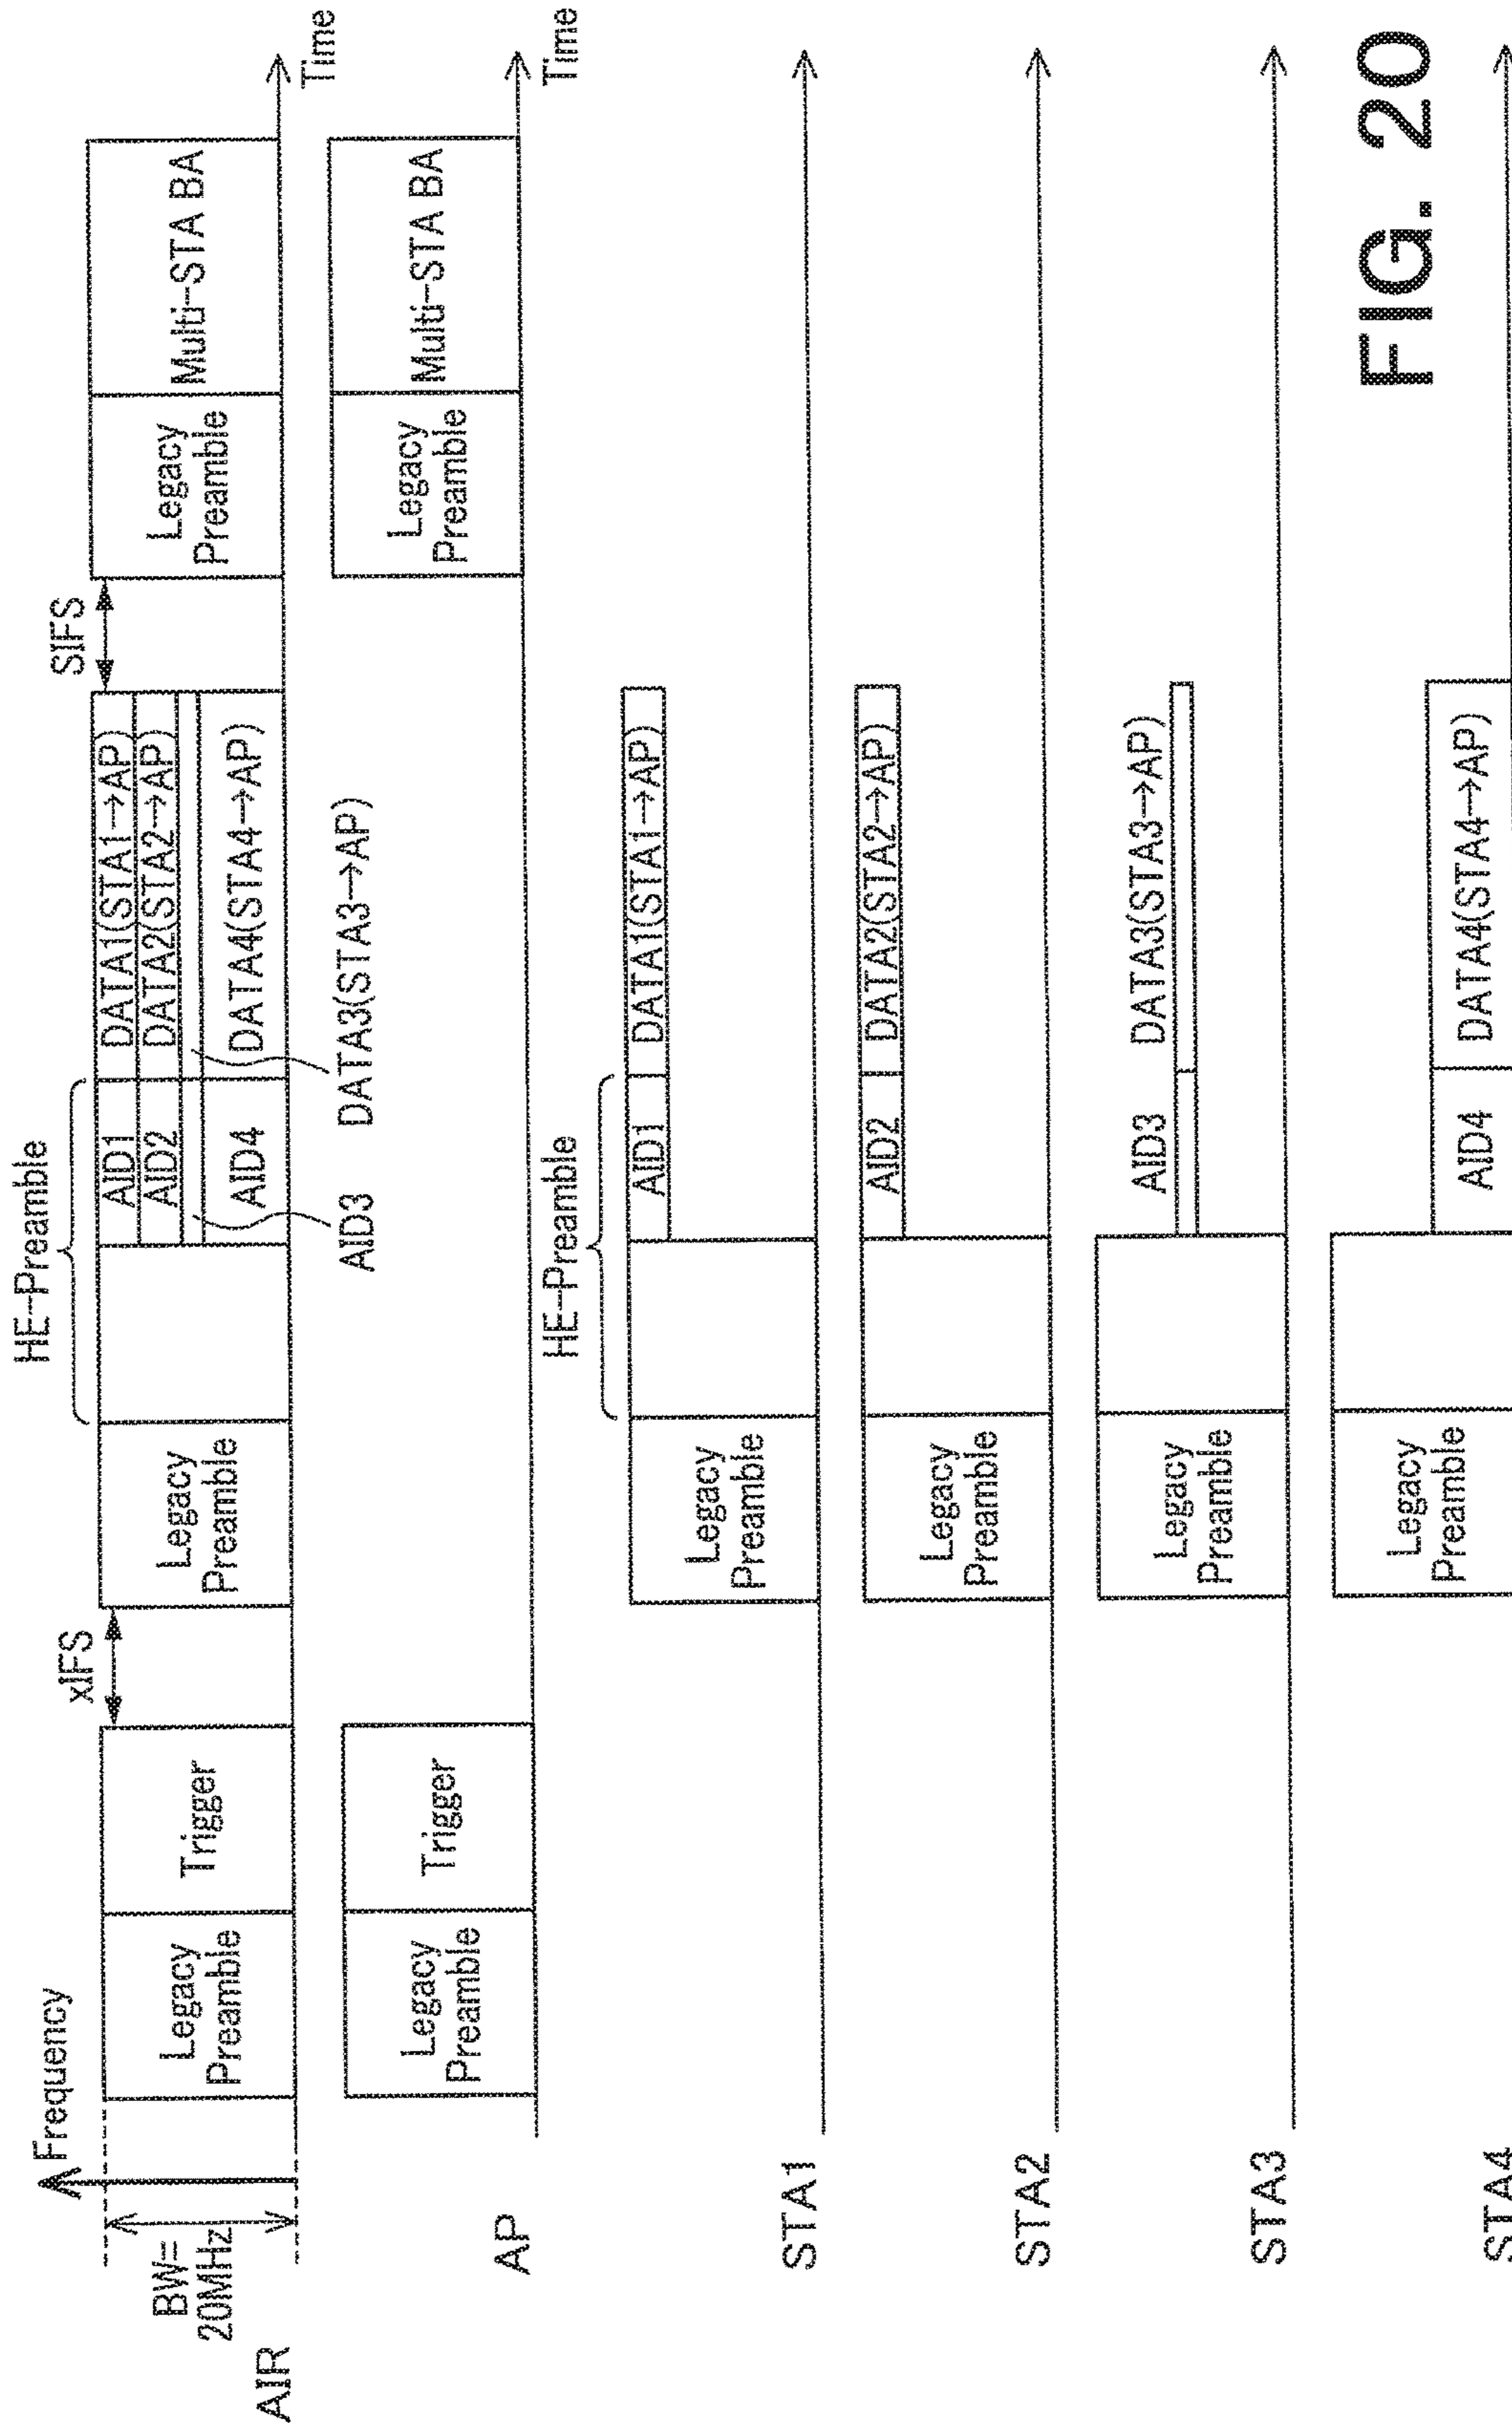 Frequency
BW=
20MHz
AIR
Legacy
Preamble
Trigger
xIFS
Legacy
Preamble
HE-Preamble
AID1
DATA1(STA1→AP)
AID2
DATA2(STA2→AP)
AID4
DATA4(STA4→AP)
AID3
DATA3(STA3→AP)
SIFS
Legacy
Preamble
Multi-STA BA
Time
AP
Legacy
Preamble
Trigger
Legacy
Preamble
Multi-STA BA
Time
STA1
Legacy
Preamble
HE-Preamble
AID1
DATA1(STA1→AP)
STA2
Legacy
Preamble
AID2
DATA2(STA2→AP)
STA3
Legacy
Preamble
AID3
DATA3(STA3→AP)
STA4
Legacy
Preamble
AID4
DATA4(STA4→AP)
FIG. 20